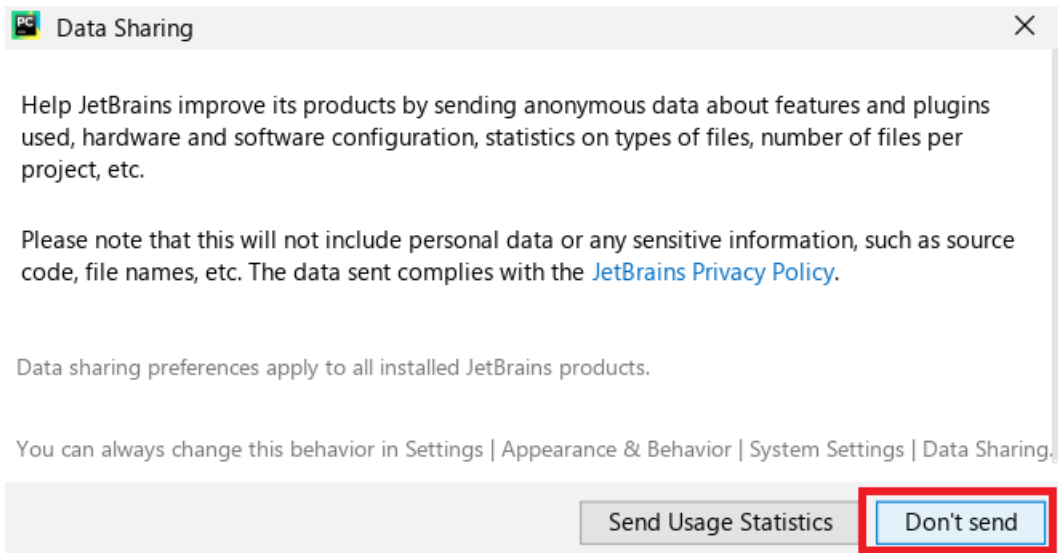 PC
Data Sharing
Help JetBrains improve its products by sending anonymous data about features and plugins
used, hardware and software configuration, statistics on types of files, number of files per
project, etc.
Please note that this will not include personal data or any sensitive information, such as source
code, file names, etc. The data sent complies with the JetBrains Privacy Policy.
Data sharing preferences apply to all installed JetBrains products.
You can always change this behavior in Settings | Appearance & Behavior | System Settings | Data Sharing.
Send Usage Statistics
Don't send